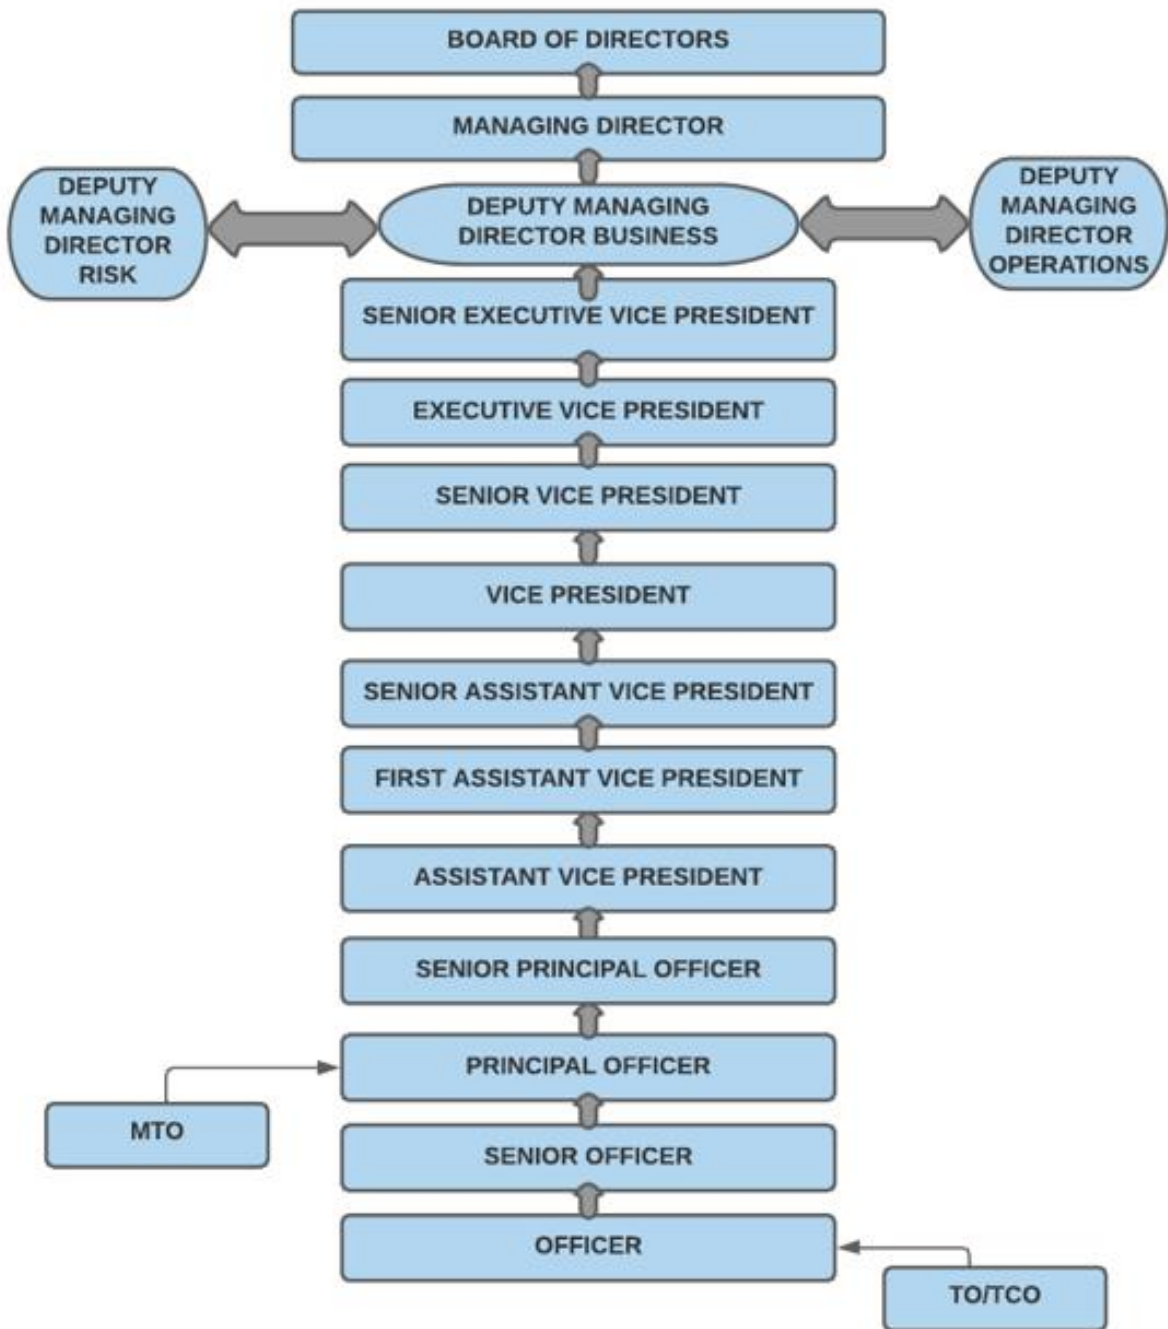 BOARD OF DIRECTORS
MANAGING DIRECTOR
DEPUTY
MANAGING
DIRECTOR
RISK
DEPUTY MANAGING
DIRECTOR BUSINESS
DEPUTY
MANAGING
DIRECTOR
OPERATIONS
SENIOR EXECUTIVE VICE PRESIDENT
EXECUTIVE VICE PRESIDENT
SENIOR VICE PRESIDENT
VICE PRESIDENT
SENIOR ASSISTANT VICE PRESIDENT
FIRST ASSISTANT VICE PRESIDENT
ASSISTANT VICE PRESIDENT
SENIOR PRINCIPAL OFFICER
PRINCIPAL OFFICER
MTO
SENIOR OFFICER
OFFICER
TO/TCO